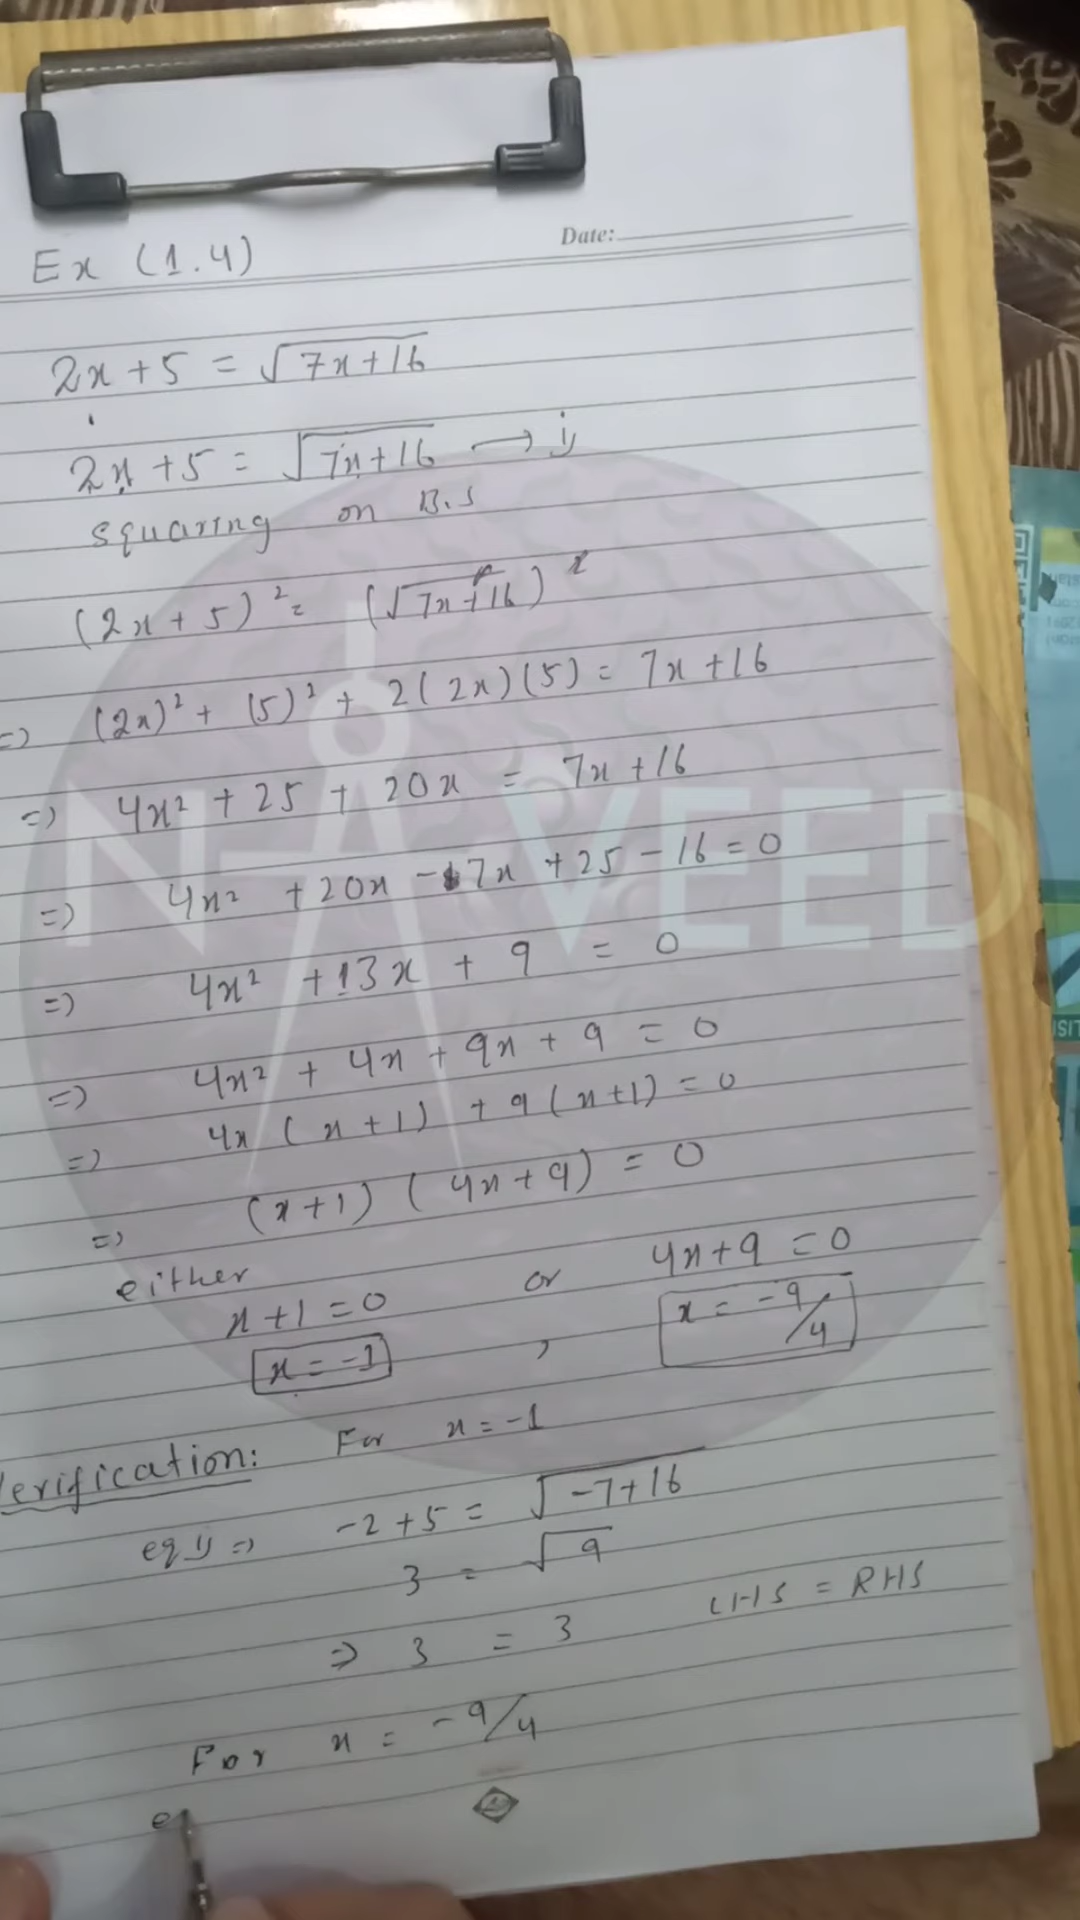 Ex (1.4)
Date:
2x+5 = √7x+16
2x+5 = √7x+16 → i)
squaring on B.S
(2x+5)² = (√7x+16)²
=> (2x)² + (5)² + 2(2x)(5) = 7x+16
=> 4x² + 25 + 20x = 7x+16
=> 4x² + 20x - 7x + 25 - 16 = 0
=> 4x² + 13x + 9 = 0
=> 4x² + 4x + 9x + 9 = 0
=> 4x (x+1) + 9(x+1) = 0
=> (x+1) (4x+9) = 0
either x+1=0 or 4x+9=0
x=-1 , x=-9/4
Verification: For x=-1
eq i) => -2+5 = √-7+16
3 = √9
=> 3 = 3 LHS = RHS
For x = -9/4
NAVEED